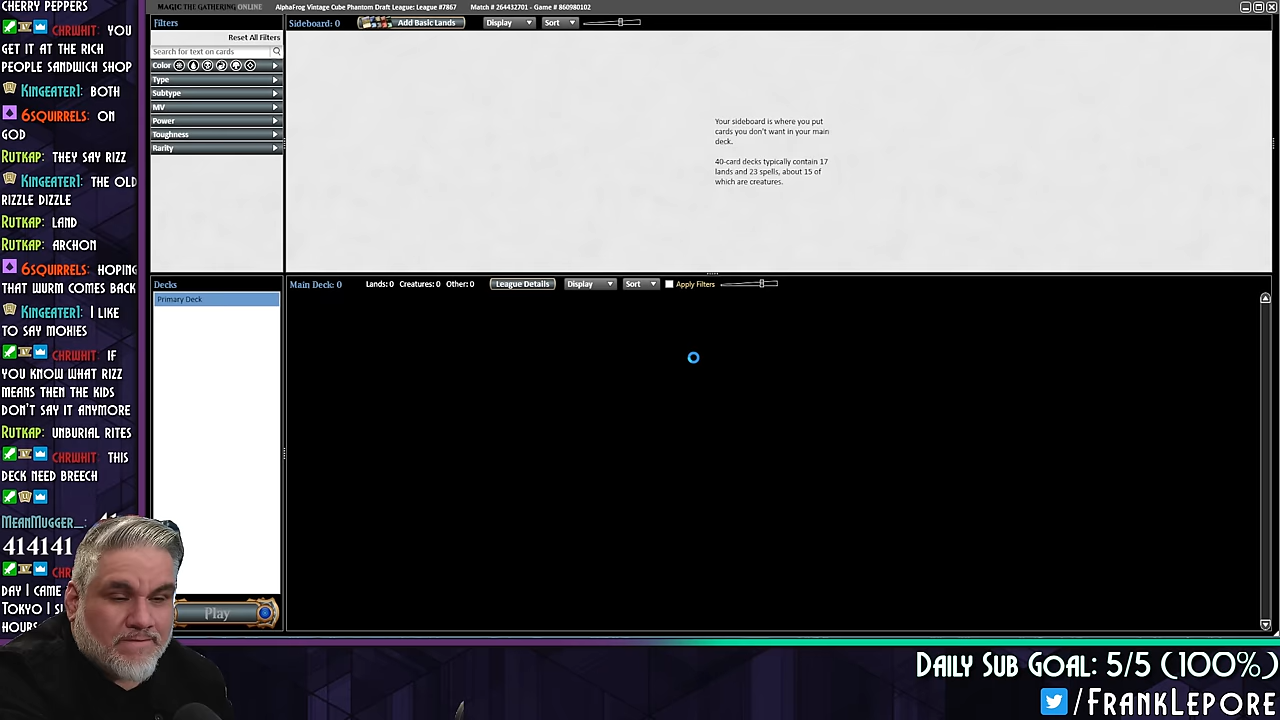 CHERRY PEPPERS
CHRWHIT: YOU
GET IT AT THE RICH
PEOPLE SANDWICH SHOP
KINGEATER1: BOTH
6SQUIRRELS: ON
GOD
RUTKAP: THEY SAY RIZZ
KINGEATER1: THE OLD
RIZZLE DIZZLE
RUTKAP: LAND
RUTKAP: ARCHON
6SQUIRRELS: HOPING
THAT WURM COMES BACK
KINGEATER1: I LIKE
TO SAY MOXIES
CHRWHIT: IF
YOU KNOW WHAT RIZZ
MEANS THEN THE KIDS
DON'T SAY IT ANYMORE
RUTKAP: UNBURIAL RITES
CHRWHIT: THIS
DECK NEED BREECH
MEANMUGGER_:
414141
DAY I CAME
TOKYO I
HOURS
MAGIC THE GATHERING ONLINE
AlphaFrog Vintage Cube Phantom Draft League: League #7867
Match # 264432701 - Game # 860980102
Filters
Reset All Filters
Search for text on cards
Color
Type
Subtype
MV
Power
Toughness
Rarity
Sideboard: 0
Add Basic Lands
Display
Sort
Your sideboard is where you put
cards you don't want in your main
deck.
40-card decks typically contain 17
lands and 23 spells, about 15 of
which are creatures.
Decks
Primary Deck
Play
Main Deck: 0
Lands: 0 Creatures: 0 Other: 0
League Details
Display
Sort
Apply Filters
DAILY SUB GOAL: 5/5 (100%)
/FRANKLEPORE